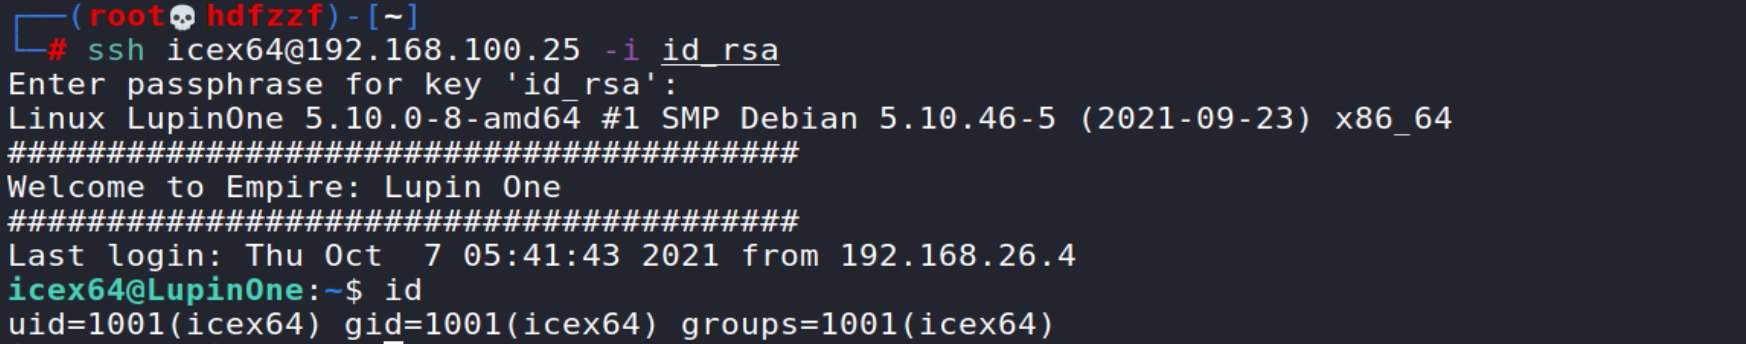 ┌──(root💀hdfzzf)-[~]
└─# ssh icex64@192.168.100.25 -i id_rsa
Enter passphrase for key 'id_rsa':
Linux LupinOne 5.10.0-8-amd64 #1 SMP Debian 5.10.46-5 (2021-09-23) x86_64
########################################
Welcome to Empire: Lupin One
########################################
Last login: Thu Oct  7 05:41:43 2021 from 192.168.26.4
icex64@LupinOne:~$ id
uid=1001(icex64) gid=1001(icex64) groups=1001(icex64)